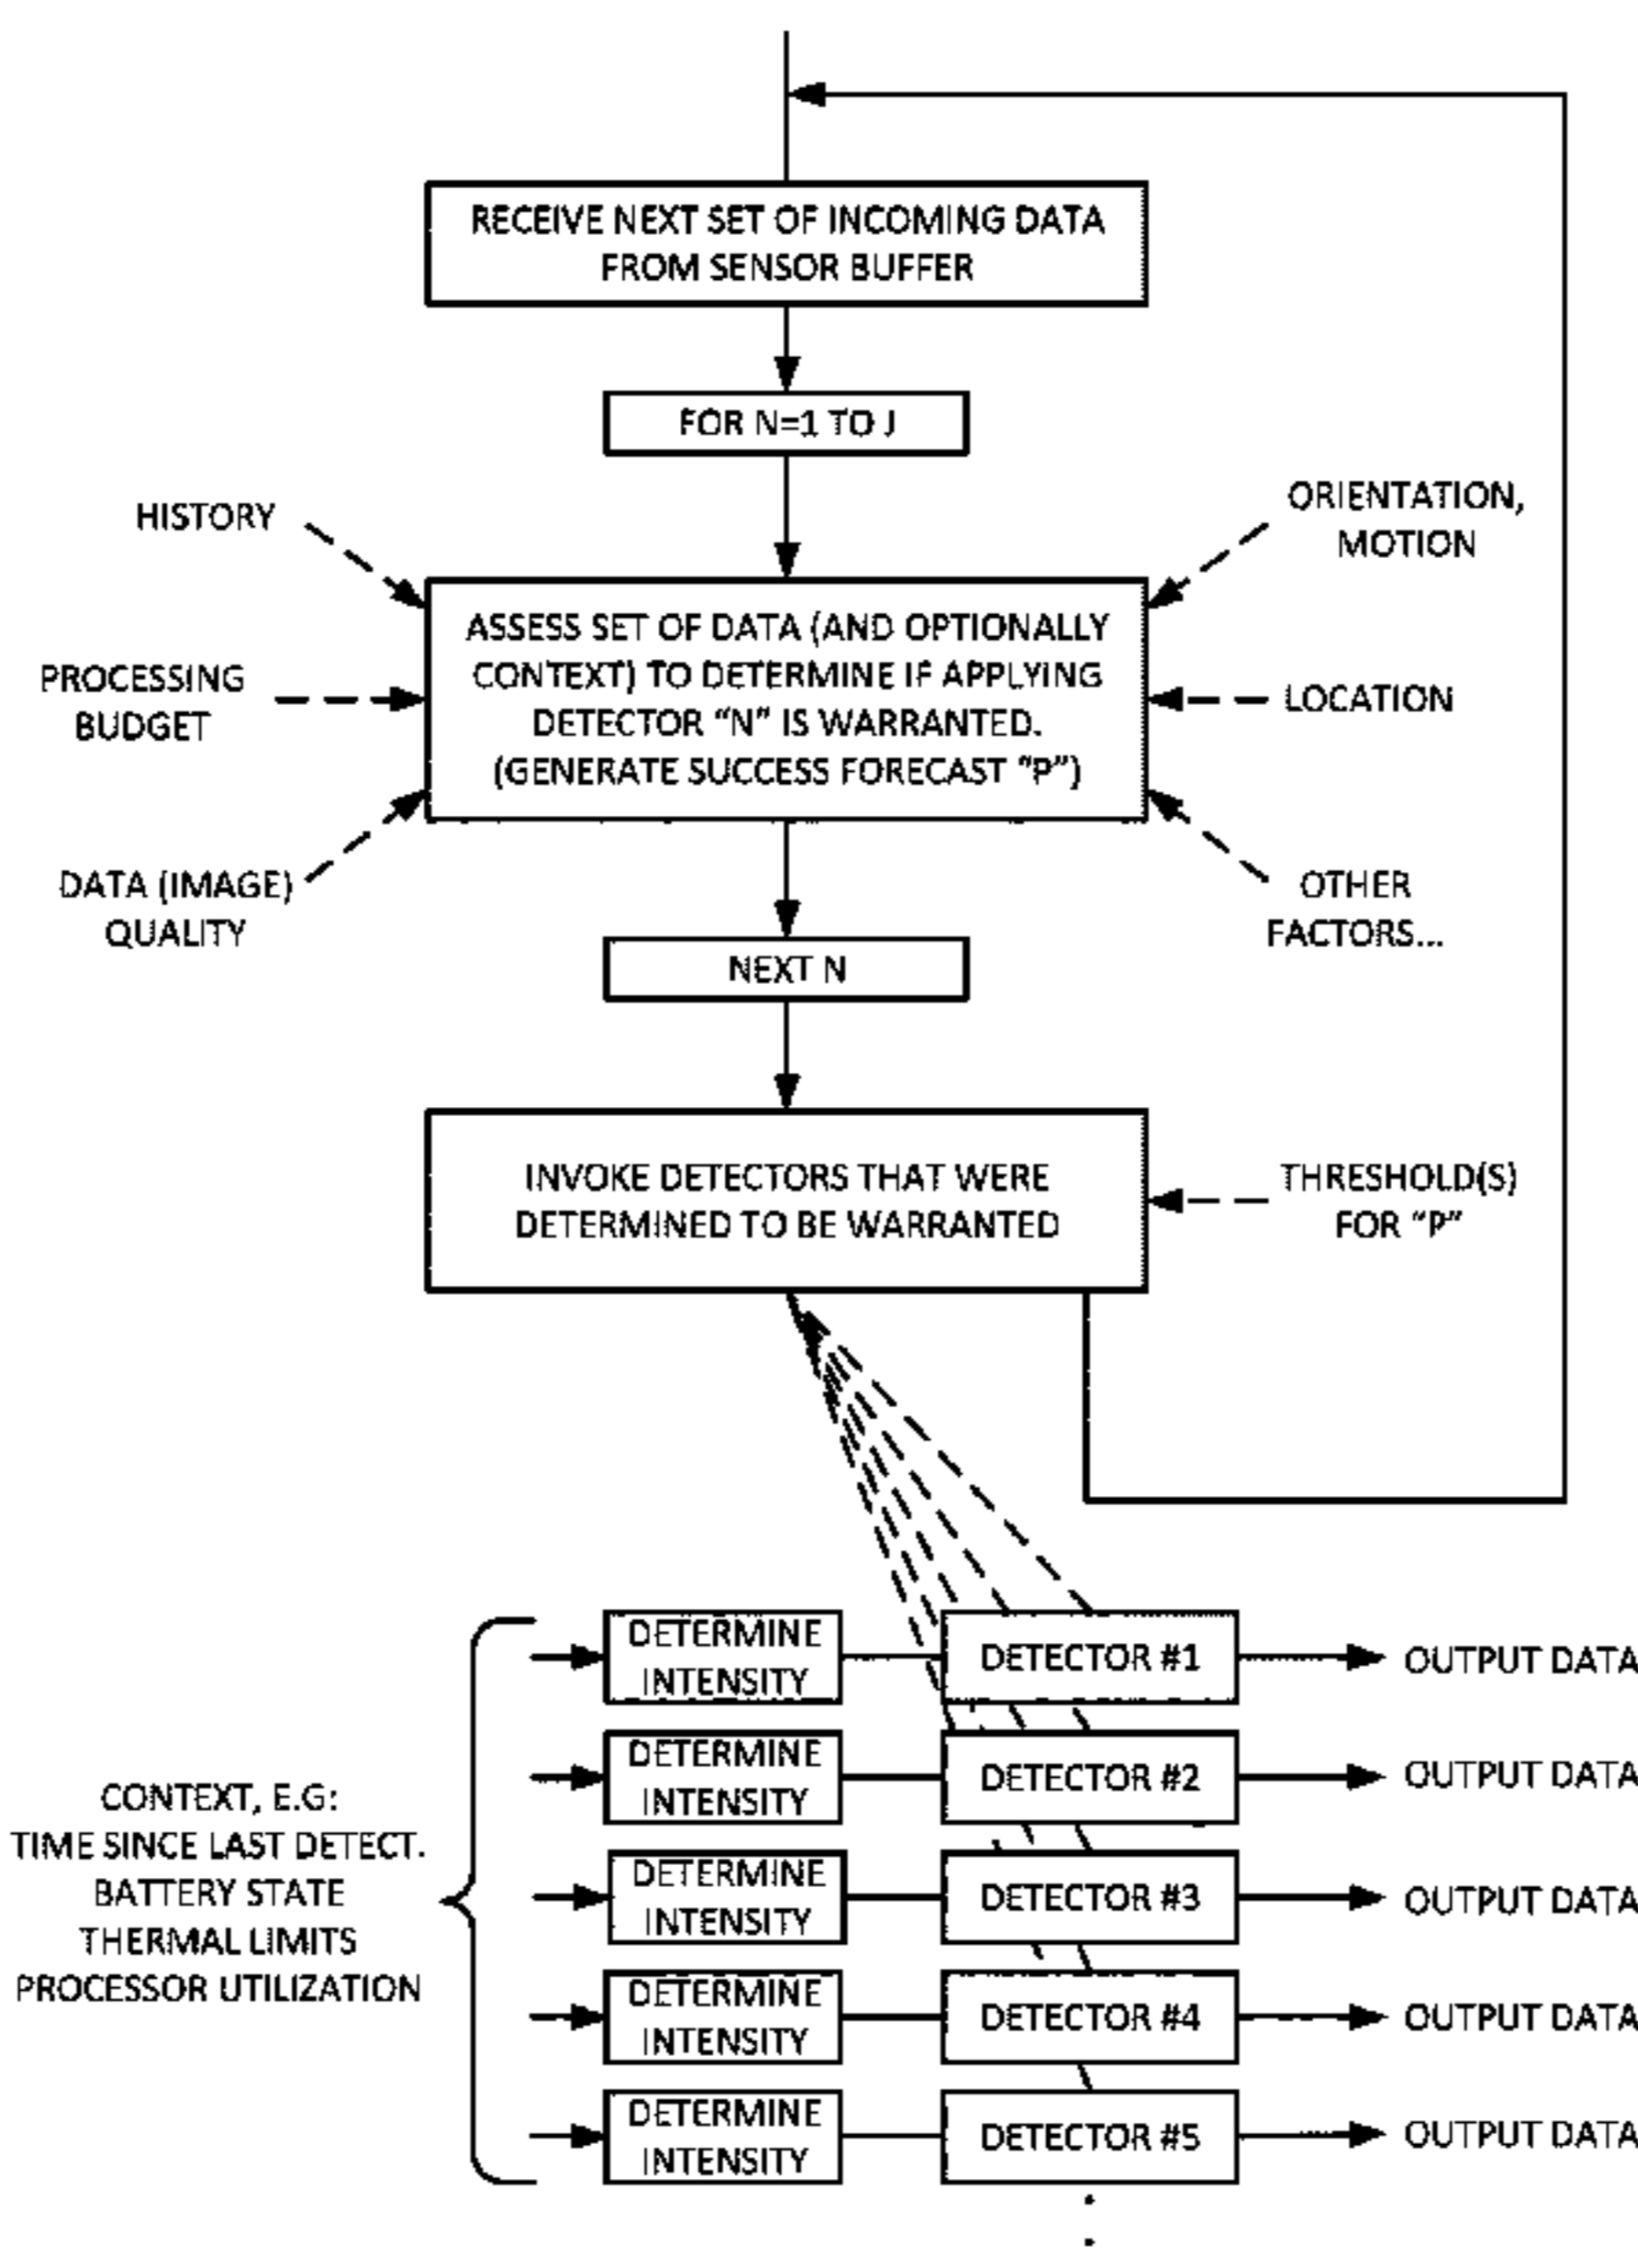 RECEIVE NEXT SET OF INCOMING DATA
FROM SENSOR BUFFER
FOR N=1 TO J
HISTORY
ORIENTATION,
MOTION
ASSESS SET OF DATA (AND OPTIONALLY
CONTEXT) TO DETERMINE IF APPLYING
DETECTOR “N” IS WARRANTED.
(GENERATE SUCCESS FORECAST “P”)
PROCESSING
BUDGET
LOCATION
DATA (IMAGE)
QUALITY
OTHER
FACTORS...
NEXT N
INVOKE DETECTORS THAT WERE
DETERMINED TO BE WARRANTED
THRESHOLD(S)
FOR “P”
CONTEXT, E.G:
TIME SINCE LAST DETECT.
BATTERY STATE
THERMAL LIMITS
PROCESSOR UTILIZATION
DETERMINE
INTENSITY
DETECTOR #1
OUTPUT DATA
DETERMINE
INTENSITY
DETECTOR #2
OUTPUT DATA
DETERMINE
INTENSITY
DETECTOR #3
OUTPUT DATA
DETERMINE
INTENSITY
DETECTOR #4
OUTPUT DATA
DETERMINE
INTENSITY
DETECTOR #5
OUTPUT DATA